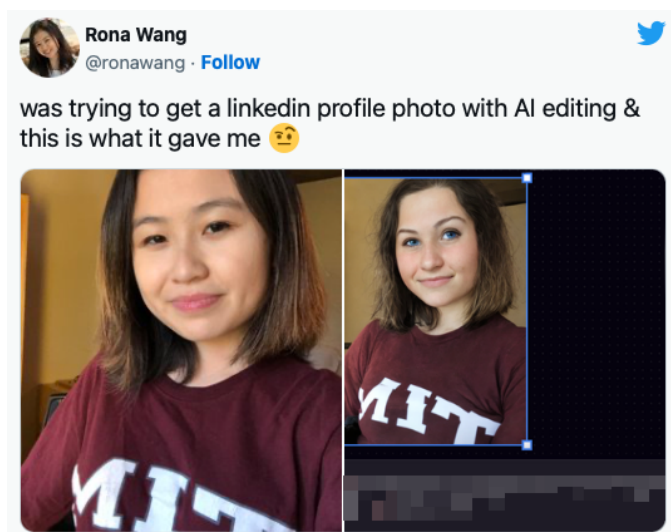 Rona Wang
@ronawang · Follow
was trying to get a linkedin profile photo with AI editing &
this is what it gave me 🤨
MIT
MIT